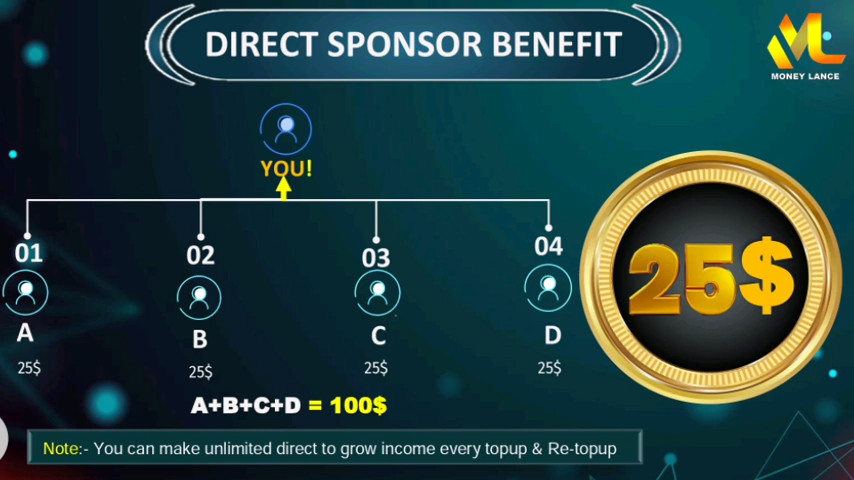 DIRECT SPONSOR BENEFIT
MONEY LANCE
YOU!
01 02 03 04
A B C D
25$ 25$ 25$ 25$
25$
A+B+C+D = 100$
Note:- You can make unlimited direct to grow income every topup & Re-topup